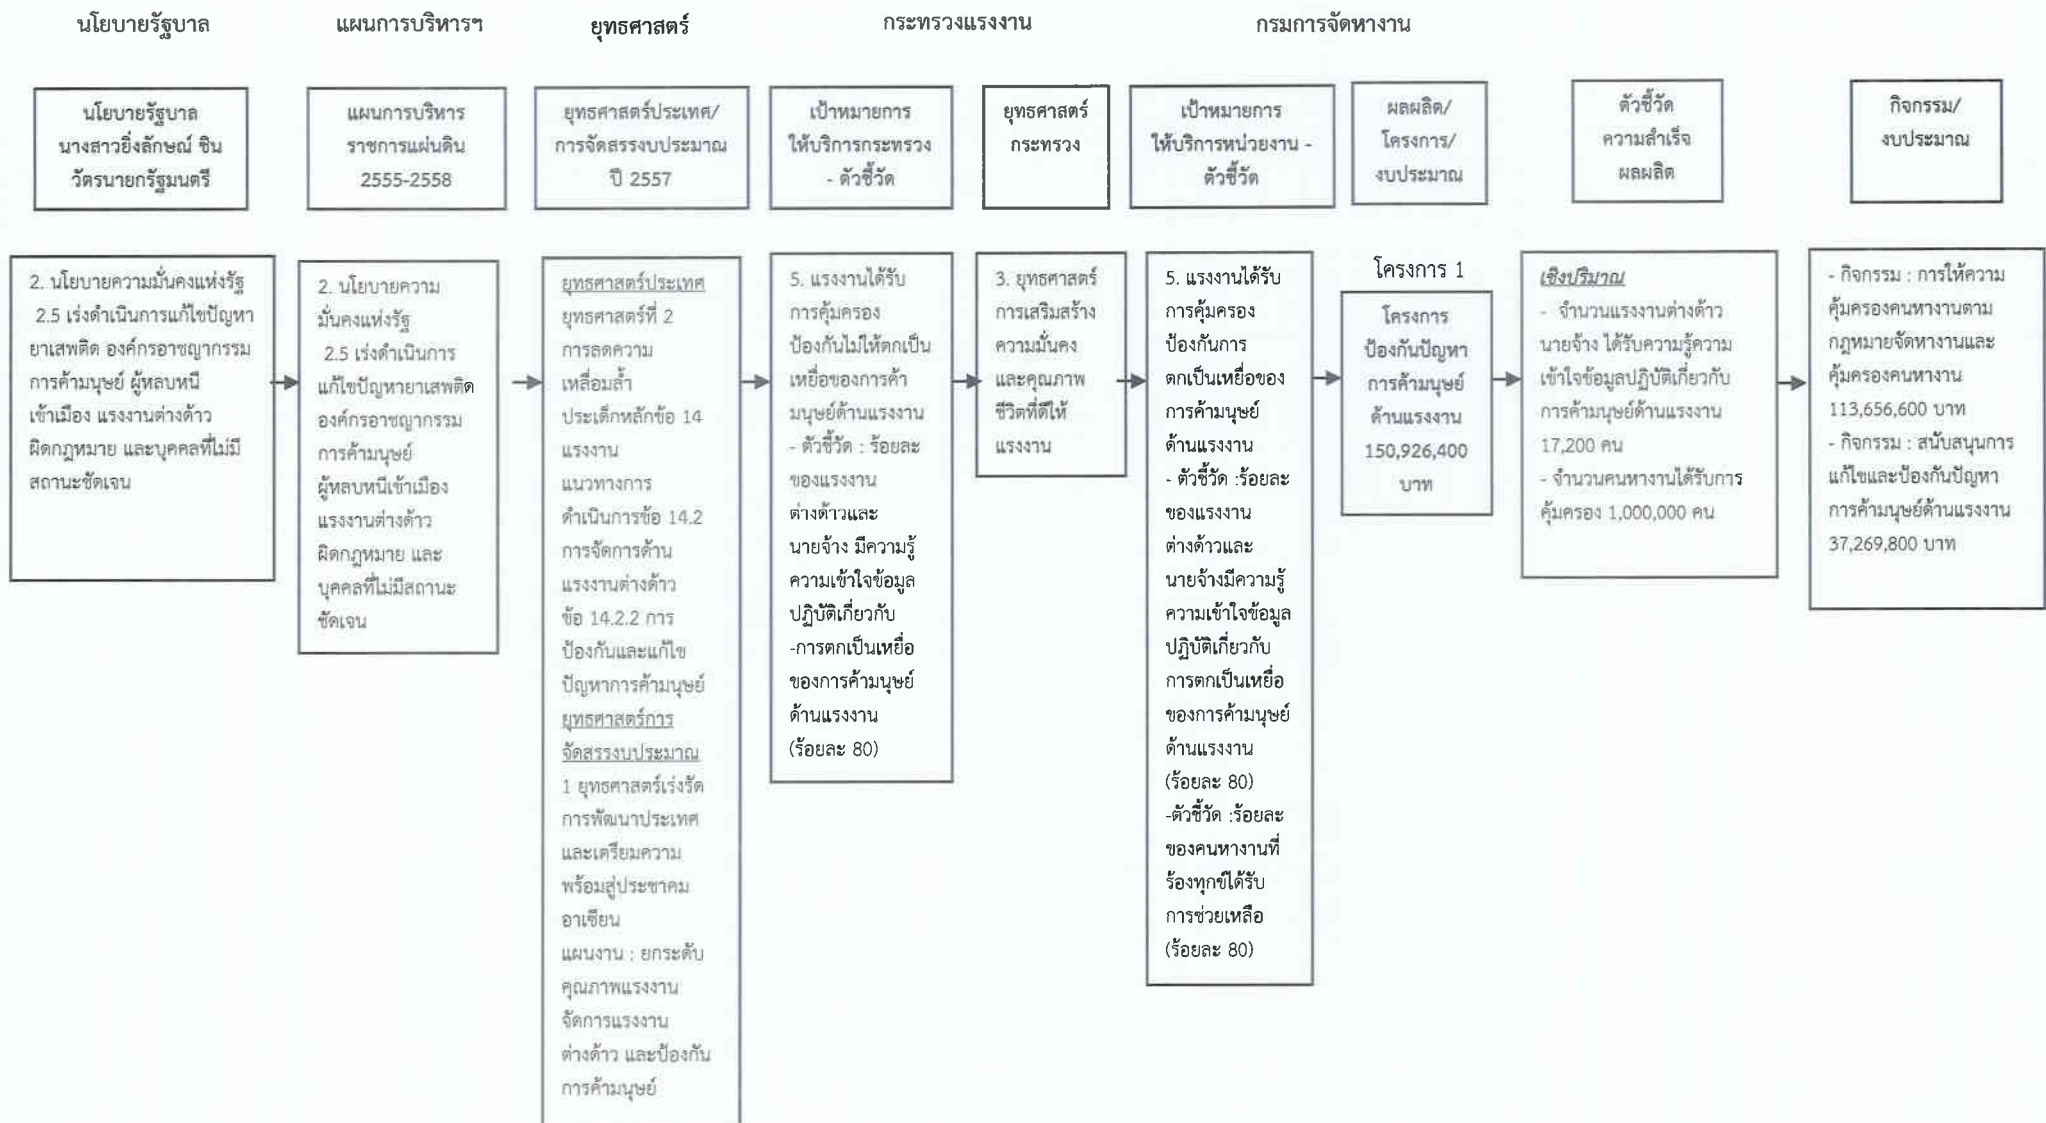 นโยบายรัฐบาล
แผนการบริหารฯ
ยุทธศาสตร์
กระทรวงแรงงาน
กรมการจัดหางาน
นโยบายรัฐบาล
นางสาวยิ่งลักษณ์ ชิน
วัตรนายกรัฐมนตรี
แผนการบริหาร
ราชการแผ่นดิน
2555-2558
ยุทธศาสตร์ประเทศ/
การจัดสรรงบประมาณ
ปี 2557
เป้าหมายการ
ให้บริการกระทรวง
- ตัวชี้วัด
ยุทธศาสตร์
กระทรวง
เป้าหมายการ
ให้บริการหน่วยงาน -
ตัวชี้วัด
ผลผลิต/
โครงการ/
งบประมาณ
ตัวชี้วัด
ความสำเร็จ
ผลผลิต
กิจกรรม/
งบประมาณ
2. นโยบายความมั่นคงแห่งรัฐ
2.5 เร่งดำเนินการแก้ไขปัญหา
ยาเสพติด องค์กรอาชญากรรม
การค้ามนุษย์ ผู้หลบหนี
เข้าเมือง แรงงานต่างด้าว
ผิดกฎหมาย และบุคคลที่ไม่มี
สถานะชัดเจน
2. นโยบายความ
มั่นคงแห่งรัฐ
2.5 เร่งดำเนินการ
แก้ไขปัญหายาเสพติด
องค์กรอาชญากรรม
การค้ามนุษย์
ผู้หลบหนีเข้าเมือง
แรงงานต่างด้าว
ผิดกฎหมาย และ
บุคคลที่ไม่มีสถานะ
ชัดเจน
ยุทธศาสตร์ประเทศ
ยุทธศาสตร์ที่ 2
การลดความ
เหลื่อมล้ำ
ประเด็กหลักข้อ 14
แรงงาน
แนวทางการ
ดำเนินการข้อ 14.2
การจัดการด้าน
แรงงานต่างด้าว
ข้อ 14.2.2 การ
ป้องกันและแก้ไข
ปัญหาการค้ามนุษย์
ยุทธศาสตร์การ
จัดสรรงบประมาณ
1 ยุทธศาสตร์เร่งรัด
การพัฒนาประเทศ
และเตรียมความ
พร้อมสู่ประชาคม
อาเซียน
แผนงาน : ยกระดับ
คุณภาพแรงงาน
จัดการแรงงาน
ต่างด้าว และป้องกัน
การค้ามนุษย์
5. แรงงานได้รับ
การคุ้มครอง
ป้องกันไม่ให้ตกเป็น
เหยื่อของการค้า
มนุษย์ด้านแรงงาน
- ตัวชี้วัด : ร้อยละ
ของแรงงาน
ต่างด้าวและ
นายจ้าง มีความรู้
ความเข้าใจข้อมูล
ปฏิบัติเกี่ยวกับ
-การตกเป็นเหยื่อ
ของการค้ามนุษย์
ด้านแรงงาน
(ร้อยละ 80)
3. ยุทธศาสตร์
การเสริมสร้าง
ความมั่นคง
และคุณภาพ
ชีวิตที่ดีให้
แรงงาน
5. แรงงานได้รับ
การคุ้มครอง
ป้องกันการ
ตกเป็นเหยื่อของ
การค้ามนุษย์
ด้านแรงงาน
- ตัวชี้วัด :ร้อยละ
ของแรงงาน
ต่างด้าวและ
นายจ้างมีความรู้
ความเข้าใจข้อมูล
ปฏิบัติเกี่ยวกับ
การตกเป็นเหยื่อ
ของการค้ามนุษย์
ด้านแรงงาน
(ร้อยละ 80)
-ตัวชี้วัด :ร้อยละ
ของคนหางานที่
ร้องทุกข์ได้รับ
การช่วยเหลือ
(ร้อยละ 80)
โครงการ 1
โครงการ
ป้องกันปัญหา
การค้ามนุษย์
ด้านแรงงาน
150,926,400
บาท
เชิงปริมาณ
- จำนวนแรงงานต่างด้าว
นายจ้าง ได้รับความรู้ความ
เข้าใจข้อมูลปฏิบัติเกี่ยวกับ
การค้ามนุษย์ด้านแรงงาน
17,200 คน
- จำนวนคนหางานได้รับการ
คุ้มครอง 1,000,000 คน
- กิจกรรม : การให้ความ
คุ้มครองคนหางานตาม
กฎหมายจัดหางานและ
คุ้มครองคนหางาน
113,656,600 บาท
- กิจกรรม : สนับสนุนการ
แก้ไขและป้องกันปัญหา
การค้ามนุษย์ด้านแรงงาน
37,269,800 บาท